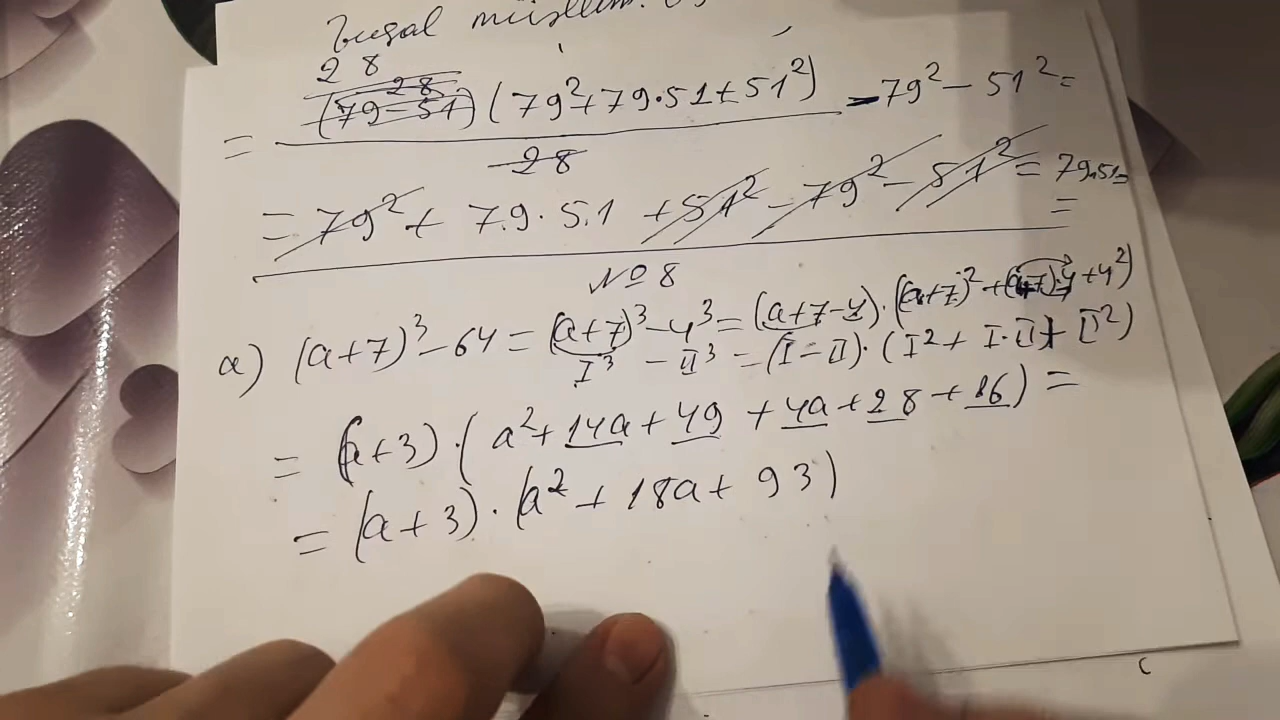 28
28
= (79-51)(79²+79·51+51²) / 28 - 79² - 51² =
= 79² + 79·51 + 51² - 79² - 51² = 79·51=
=
№8
a) (a+7)³-64 = (a+7)³-4³ = (a+7-4)·((a+7)²+(a+7)·4+4²)
I³ - II³ = (I-II)·(I²+I·II+II²)
= (a+3)·(a²+14a+49+4a+28+16) =
= (a+3)·(a²+18a+93)